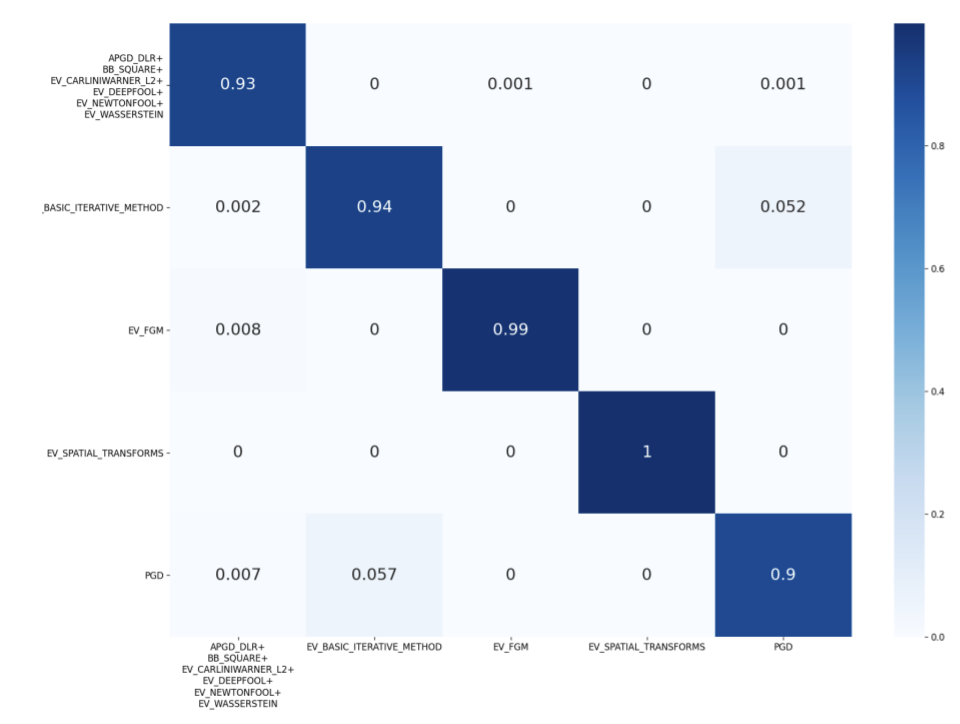 APGD_DLR+
BB_SQUARE+
EV_CARLINIWARNER_L2+
EV_DEEPFOOL+
EV_NEWTONFOOL+
EV_WASSERSTEIN
0.93 0 0.001 0 0.001
_BASIC_ITERATIVE_METHOD
0.002 0.94 0 0 0.052
EV_FGM
0.008 0 0.99 0 0
EV_SPATIAL_TRANSFORMS
0 0 0 1 0
PGD
0.007 0.057 0 0 0.9
APGD_DLR+
BB_SQUARE+
EV_CARLINIWARNER_L2+
EV_DEEPFOOL+
EV_NEWTONFOOL+
EV_WASSERSTEIN
EV_BASIC_ITERATIVE_METHOD
EV_FGM
EV_SPATIAL_TRANSFORMS
PGD
0.8
0.6
0.4
0.2
0.0